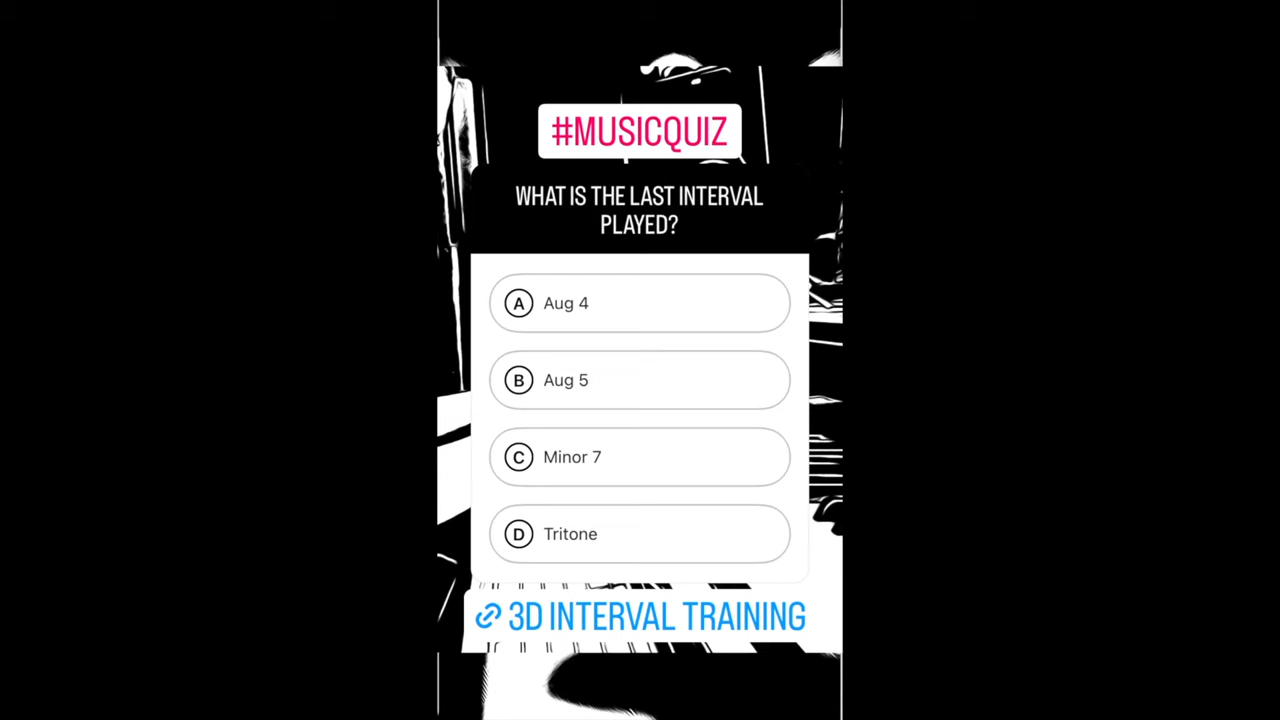 #MUSICQUIZ
WHAT IS THE LAST INTERVAL
PLAYED?
A Aug 4
B Aug 5
C Minor 7
D Tritone
3D INTERVAL TRAINING